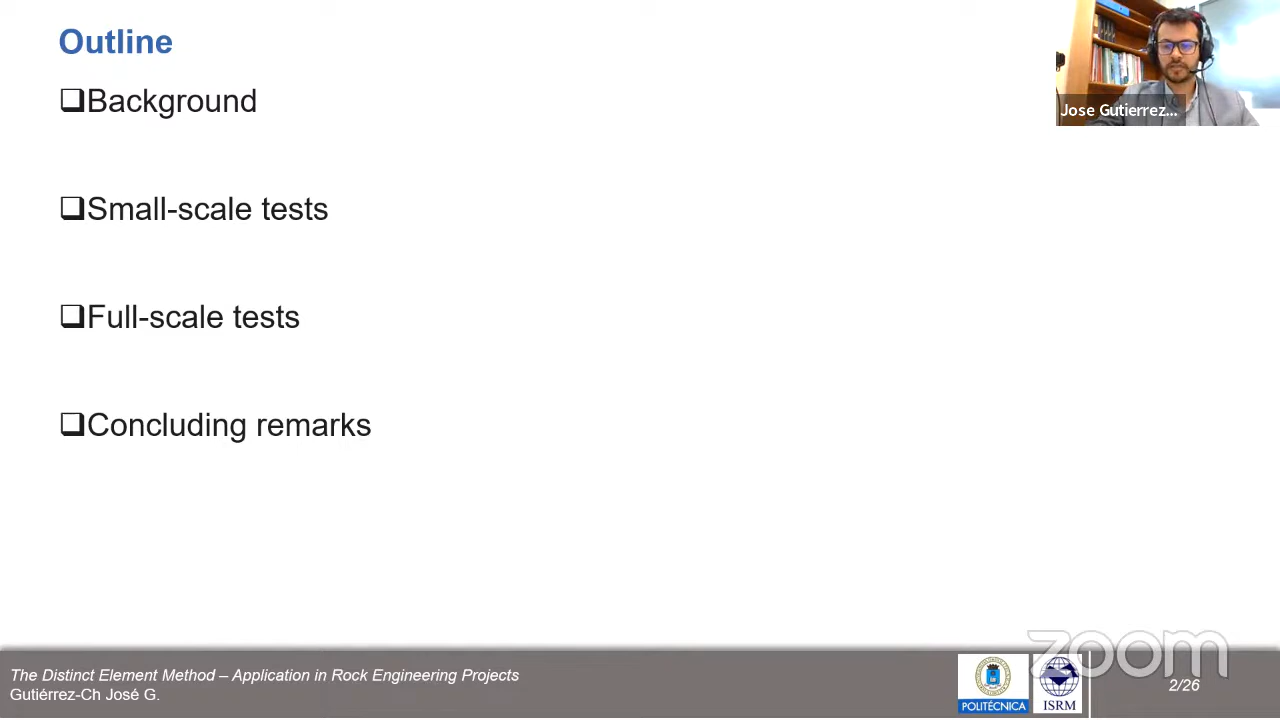 Outline
❑Background
❑Small-scale tests
❑Full-scale tests
❑Concluding remarks
Jose Gutierrez...
The Distinct Element Method – Application in Rock Engineering Projects
Gutiérrez-Ch José G.
POLITÉCNICA
ISRM
zoom
2/26